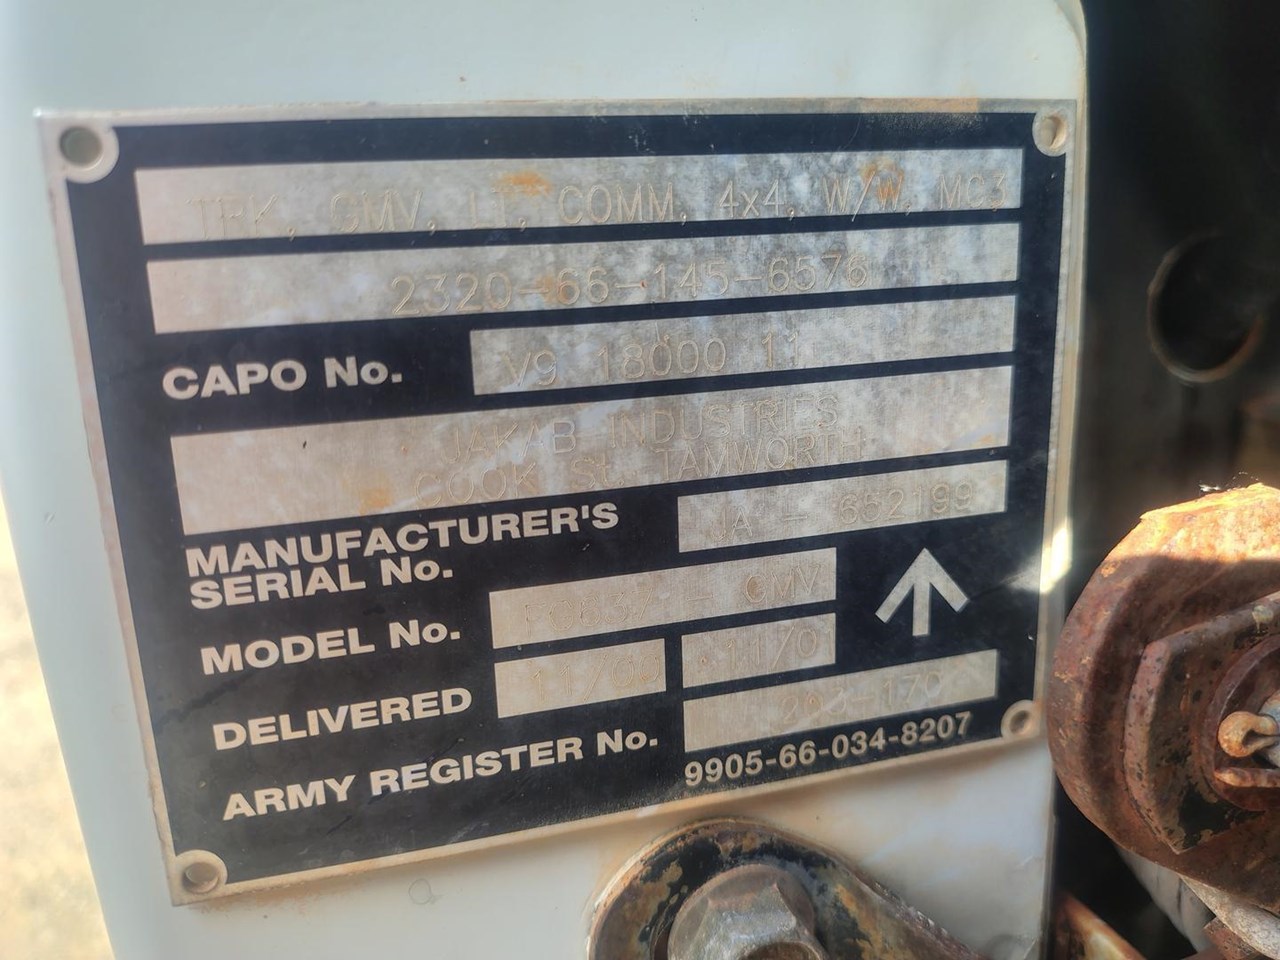 TRK, GMV, LT, COMM, 4x4, W/W, MC3
2320-66-145-6576
CAPO No. V9 18000 11
JAKAB INDUSTRIES
COOK St, TAMWORTH
MANUFACTURER'S
SERIAL No. JA - 652199
MODEL No. - GMV
DELIVERED 11/00 11/0
ARMY REGISTER No.
9905-66-034-8207